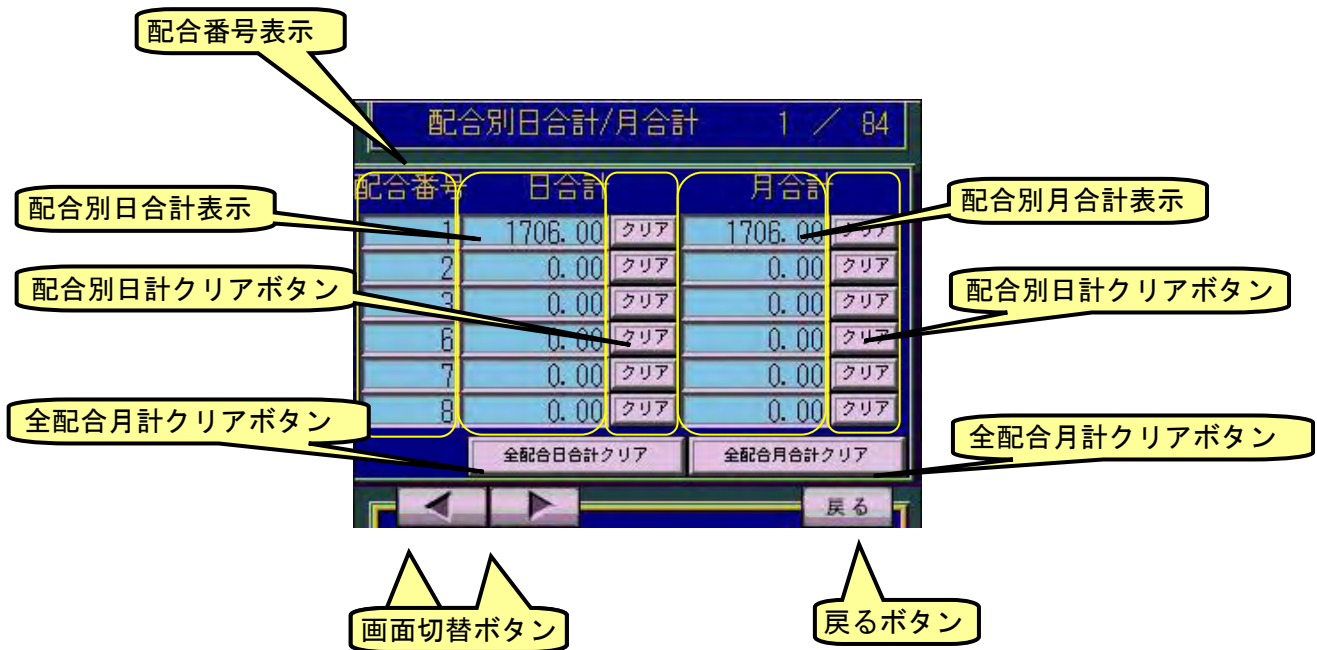 配合番号表示
配合別日合計/月合計 1 / 84
配合番号 日合計 月合計
配合別日合計表示
配合別月合計表示
1 1706.00 クリア 1706.00 クリア
2 0.00 クリア 0.00 クリア
配合別日計クリアボタン
配合別日計クリアボタン
3 0.00 クリア 0.00 クリア
6 0.00 クリア 0.00 クリア
7 0.00 クリア 0.00 クリア
8 0.00 クリア 0.00 クリア
全配合月計クリアボタン
全配合月計クリアボタン
全配合日合計クリア 全配合月合計クリア
戻る
画面切替ボタン
戻るボタン